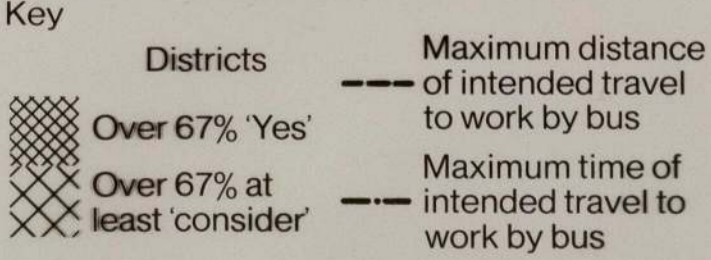 Key
Districts
Over 67% 'Yes'
Over 67% at
least 'consider'
Maximum distance
of intended travel
to work by bus
Maximum time of
intended travel to
work by bus